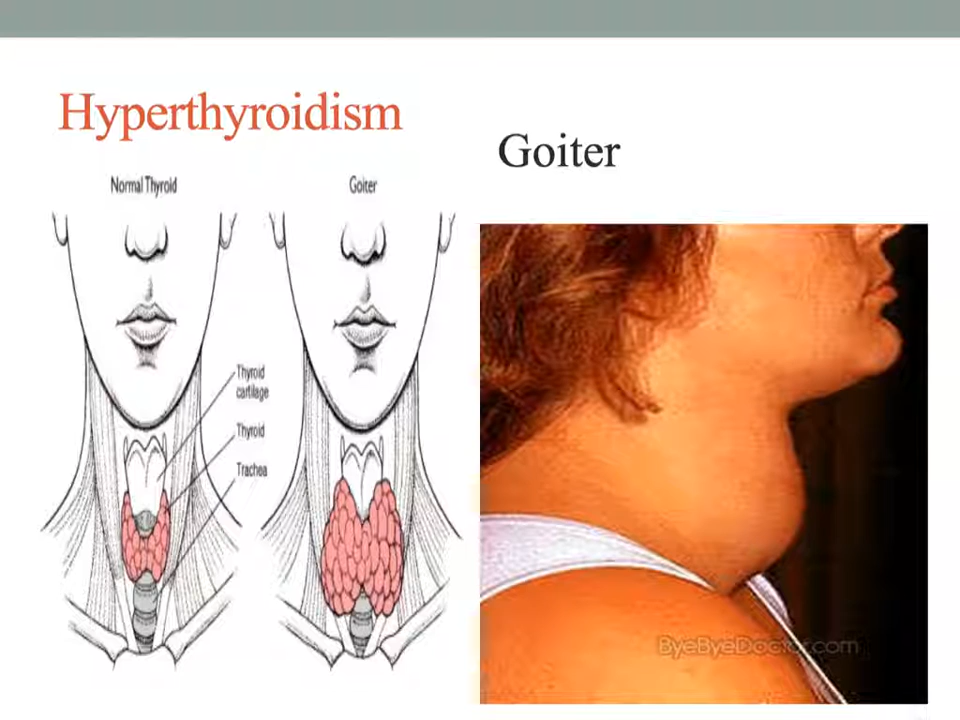 Hyperthyroidism
Goiter
Normal Thyroid
Goiter
Thyroid
cartilage
Thyroid
Trachea
ByeByeDoctor.com